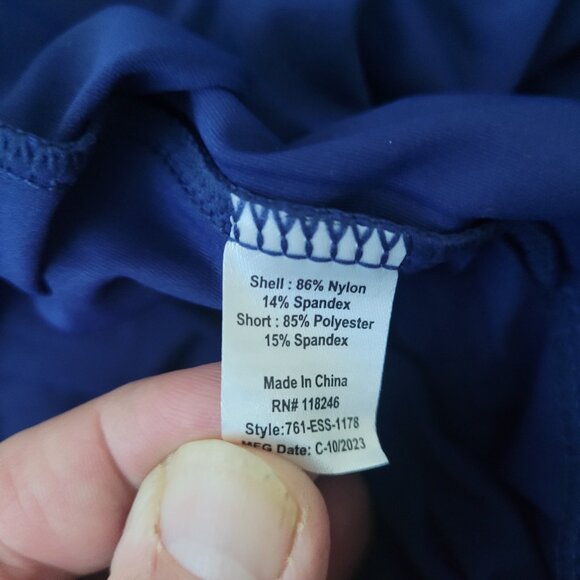 Shell : 86% Nylon
14% Spandex
Short : 85% Polyester
15% Spandex
Made In China
RN# 118246
Style:761-ESS-1178
MFG Date: C-10/2023